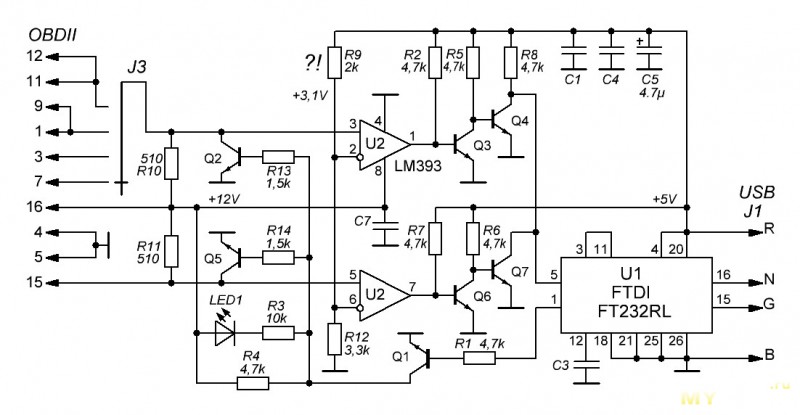 OBDII
J3
12
11
9
1
3
7
16
4
5
15
510
R10
R11
510
Q2
R13
1,5k
+12V
R14
1,5k
Q5
LED1
R3
10k
R4
4,7k
?!
R9
2k
+3,1V
3
2
4
8
U2
1
LM393
C7
5
6
U2
7
R12
3,3k
Q1
R1 4,7k
R2
4,7k
R5
4,7k
R8
4,7k
Q3
Q4
R7
4,7k
R6
4,7k
Q6
Q7
C1
C4
+
C5
4.7µ
+5V
USB
J1
R
N
G
B
3
11
4
20
5
1
U1
FTDI
FT232RL
16
15
12
18
21
25
26
C3
MY
.ru